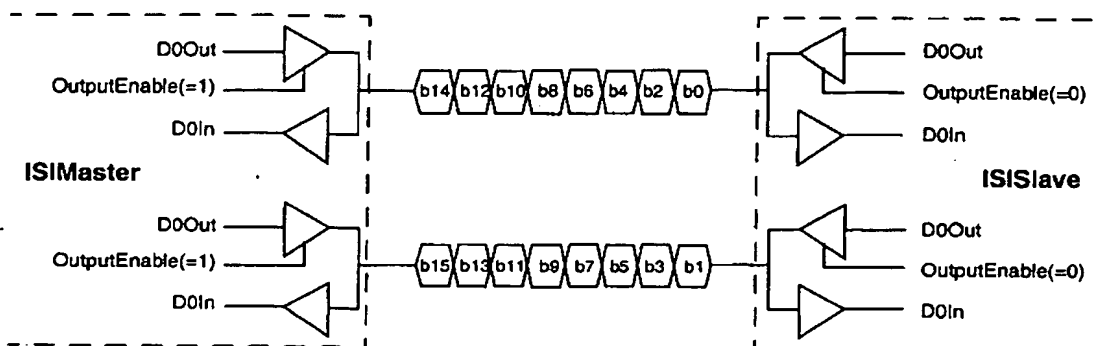 D0Out
D0Out
OutputEnable(=1)
b14 b12 b10 b8 b6 b4 b2 b0
OutputEnable(=0)
D0In
D0In
ISIMaster
ISISlave
D0Out
D0Out
OutputEnable(=1)
b15 b13 b11 b9 b7 b5 b3 b1
OutputEnable(=0)
D0In
D0In